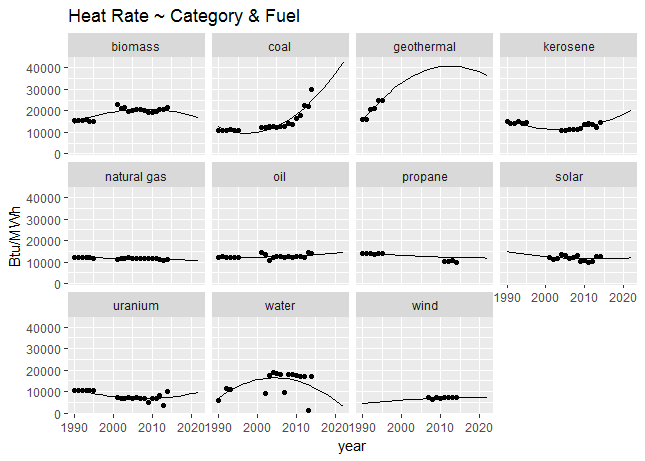 Heat Rate ~ Category & Fuel
biomass coal geothermal kerosene
40000
30000
20000
10000
0
natural gas oil propane solar
40000
30000
20000
10000
0
1990 2000 2010 2020
uranium water wind
40000
30000
20000
10000
0
1990 2000 2010 2020 1990 2000 2010 2020 1990 2000 2010 2020
Btu/MWh
year